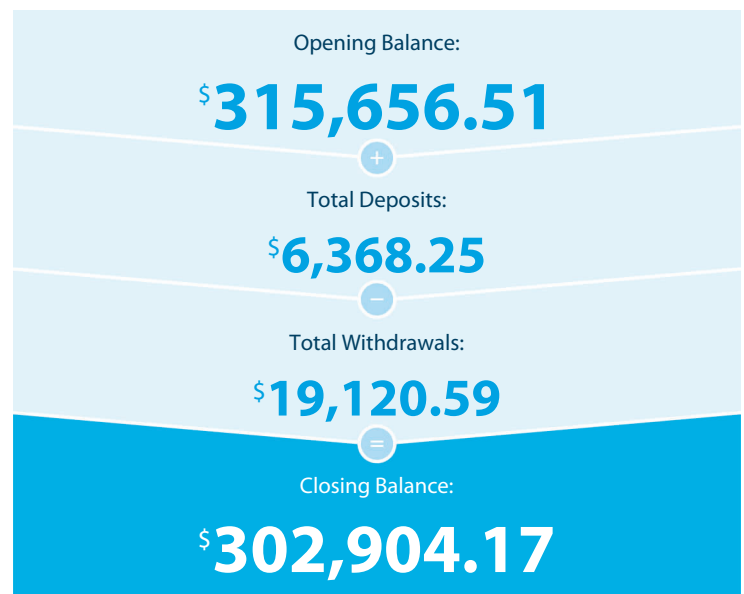 Opening Balance:
$315,656.51
+
Total Deposits:
$6,368.25
−
Total Withdrawals:
$19,120.59
=
Closing Balance:
$302,904.17